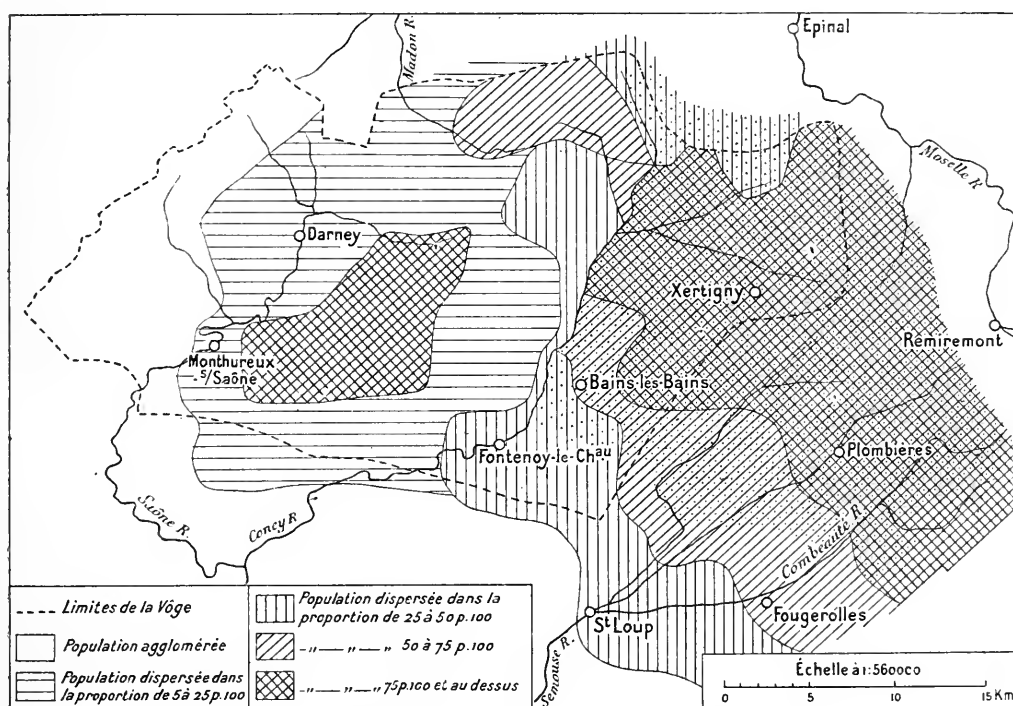 Epinal
Madon R.
Moselle R
Darney
Xertigny
Remiremont
Monthureux
s/Saône
Bains-les-Bains
Fontenoy-le-Chau
Plombières
Saône R.
Concy R
Combeauté R.
Fougerolles
St Loup
Semouse R.
Limites de la Vôge
Population agglomérée
Population dispersée dans
la proportion de 5 à 25 p.100
Population dispersée dans la
proportion de 25 à 50 p.100
-〃- — 〃— 〃 50 à 75 p.100
-〃- — 〃— 〃 75 p.100 et au dessus
Échelle à 1:560000
0 5 10 15 Km